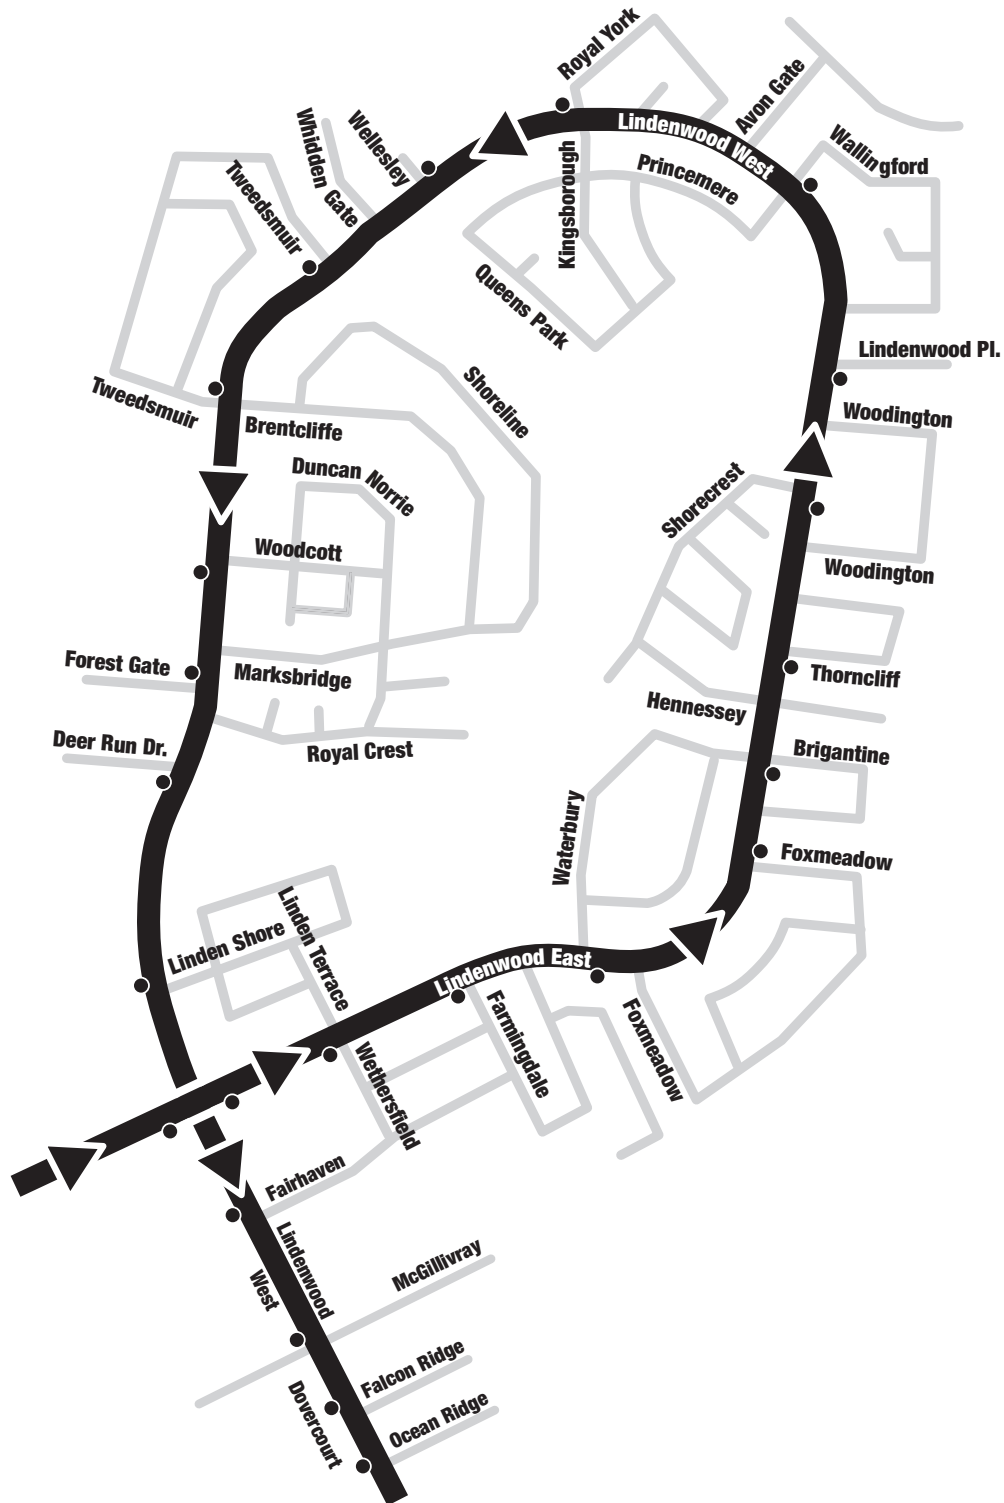 Royal York
Avon Gate
Lindenwood West
Wallingford
Wellesley
Whidden Gate
Kingsborough
Princemere
Tweedsmuir
Queens Park
Lindenwood Pl.
Shoreline
Tweedsmuir
Brentcliffe
Woodington
Duncan Norrie
Shorecrest
Woodcott
Woodington
Forest Gate
Marksbridge
Thorncliff
Hennessey
Deer Run Dr.
Royal Crest
Brigantine
Waterbury
Foxmeadow
Linden Shore
Linden Terrace
Lindenwood East
Farmingdale
Foxmeadow
Wethersfield
Fairhaven
Lindenwood
West
McGillivray
Falcon Ridge
Dovercourt
Ocean Ridge